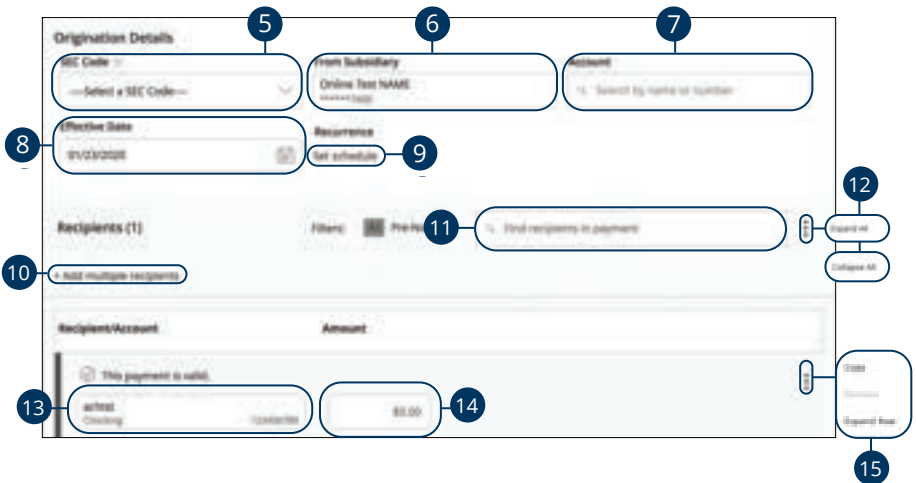 5
6
7
Origination Details
SEC Code
From Subsidiary
Account
---Select a SEC Code---
Online Test NAME
Search by name or number
8
Effective Date
01/23/2020
Recurrence
Set schedule
9
12
Recipients (1)
Filters: All
11
Find recipients in payment
Expand All
10
+ Add multiple recipients
Collapse All
Recipient/Account
Amount
This payment is valid.
13
Checking
$0.00
14
Expand Row
15